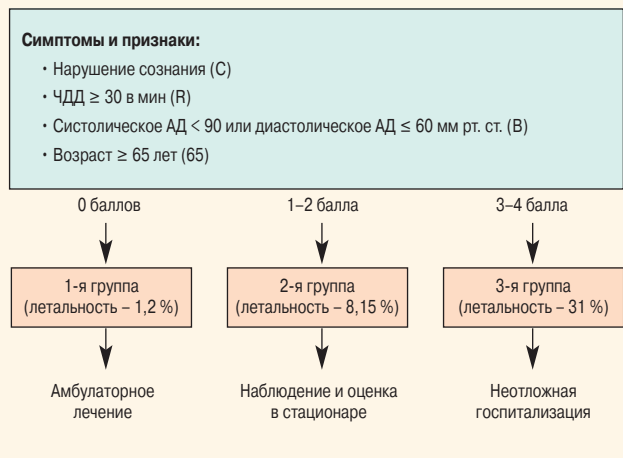 Симптомы и признаки:
• Нарушение сознания (С)
• ЧДД ≥ 30 в мин (R)
• Систолическое АД < 90 или диастолическое АД ≤ 60 мм рт. ст. (В)
• Возраст ≥ 65 лет (65)
0 баллов
1–2 балла
3–4 балла
1-я группа
(летальность – 1,2 %)
2-я группа
(летальность – 8,15 %)
3-я группа
(летальность – 31 %)
Амбулаторное
лечение
Наблюдение и оценка
в стационаре
Неотложная
госпитализация